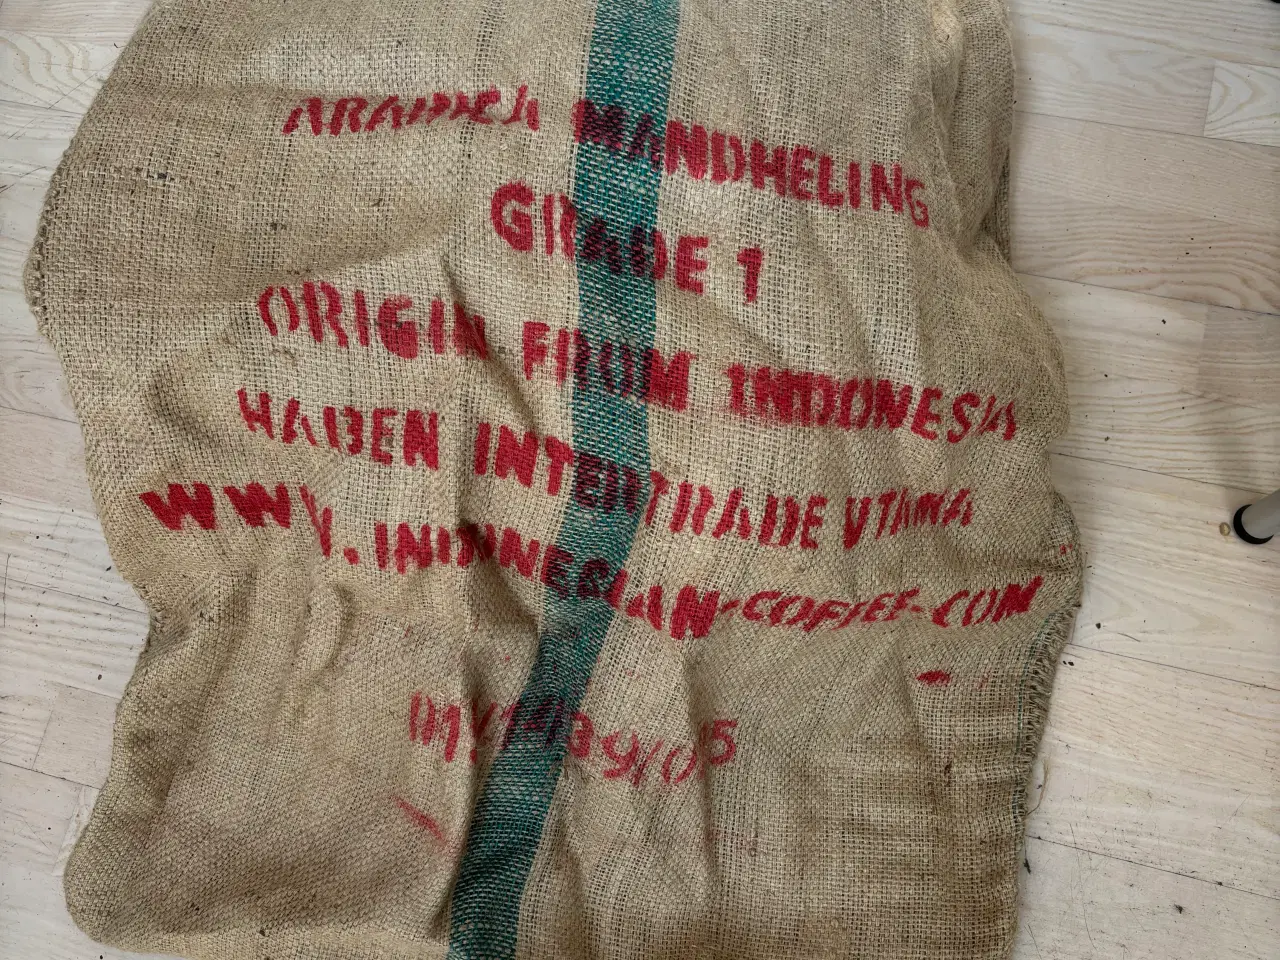 ARABICA MANDHELING
GRADE 1
ORIGIN FROM INDONESIA
HABEN INTERTRADE UTAMA
WWW.INDONESIAN-COFFEE.COM